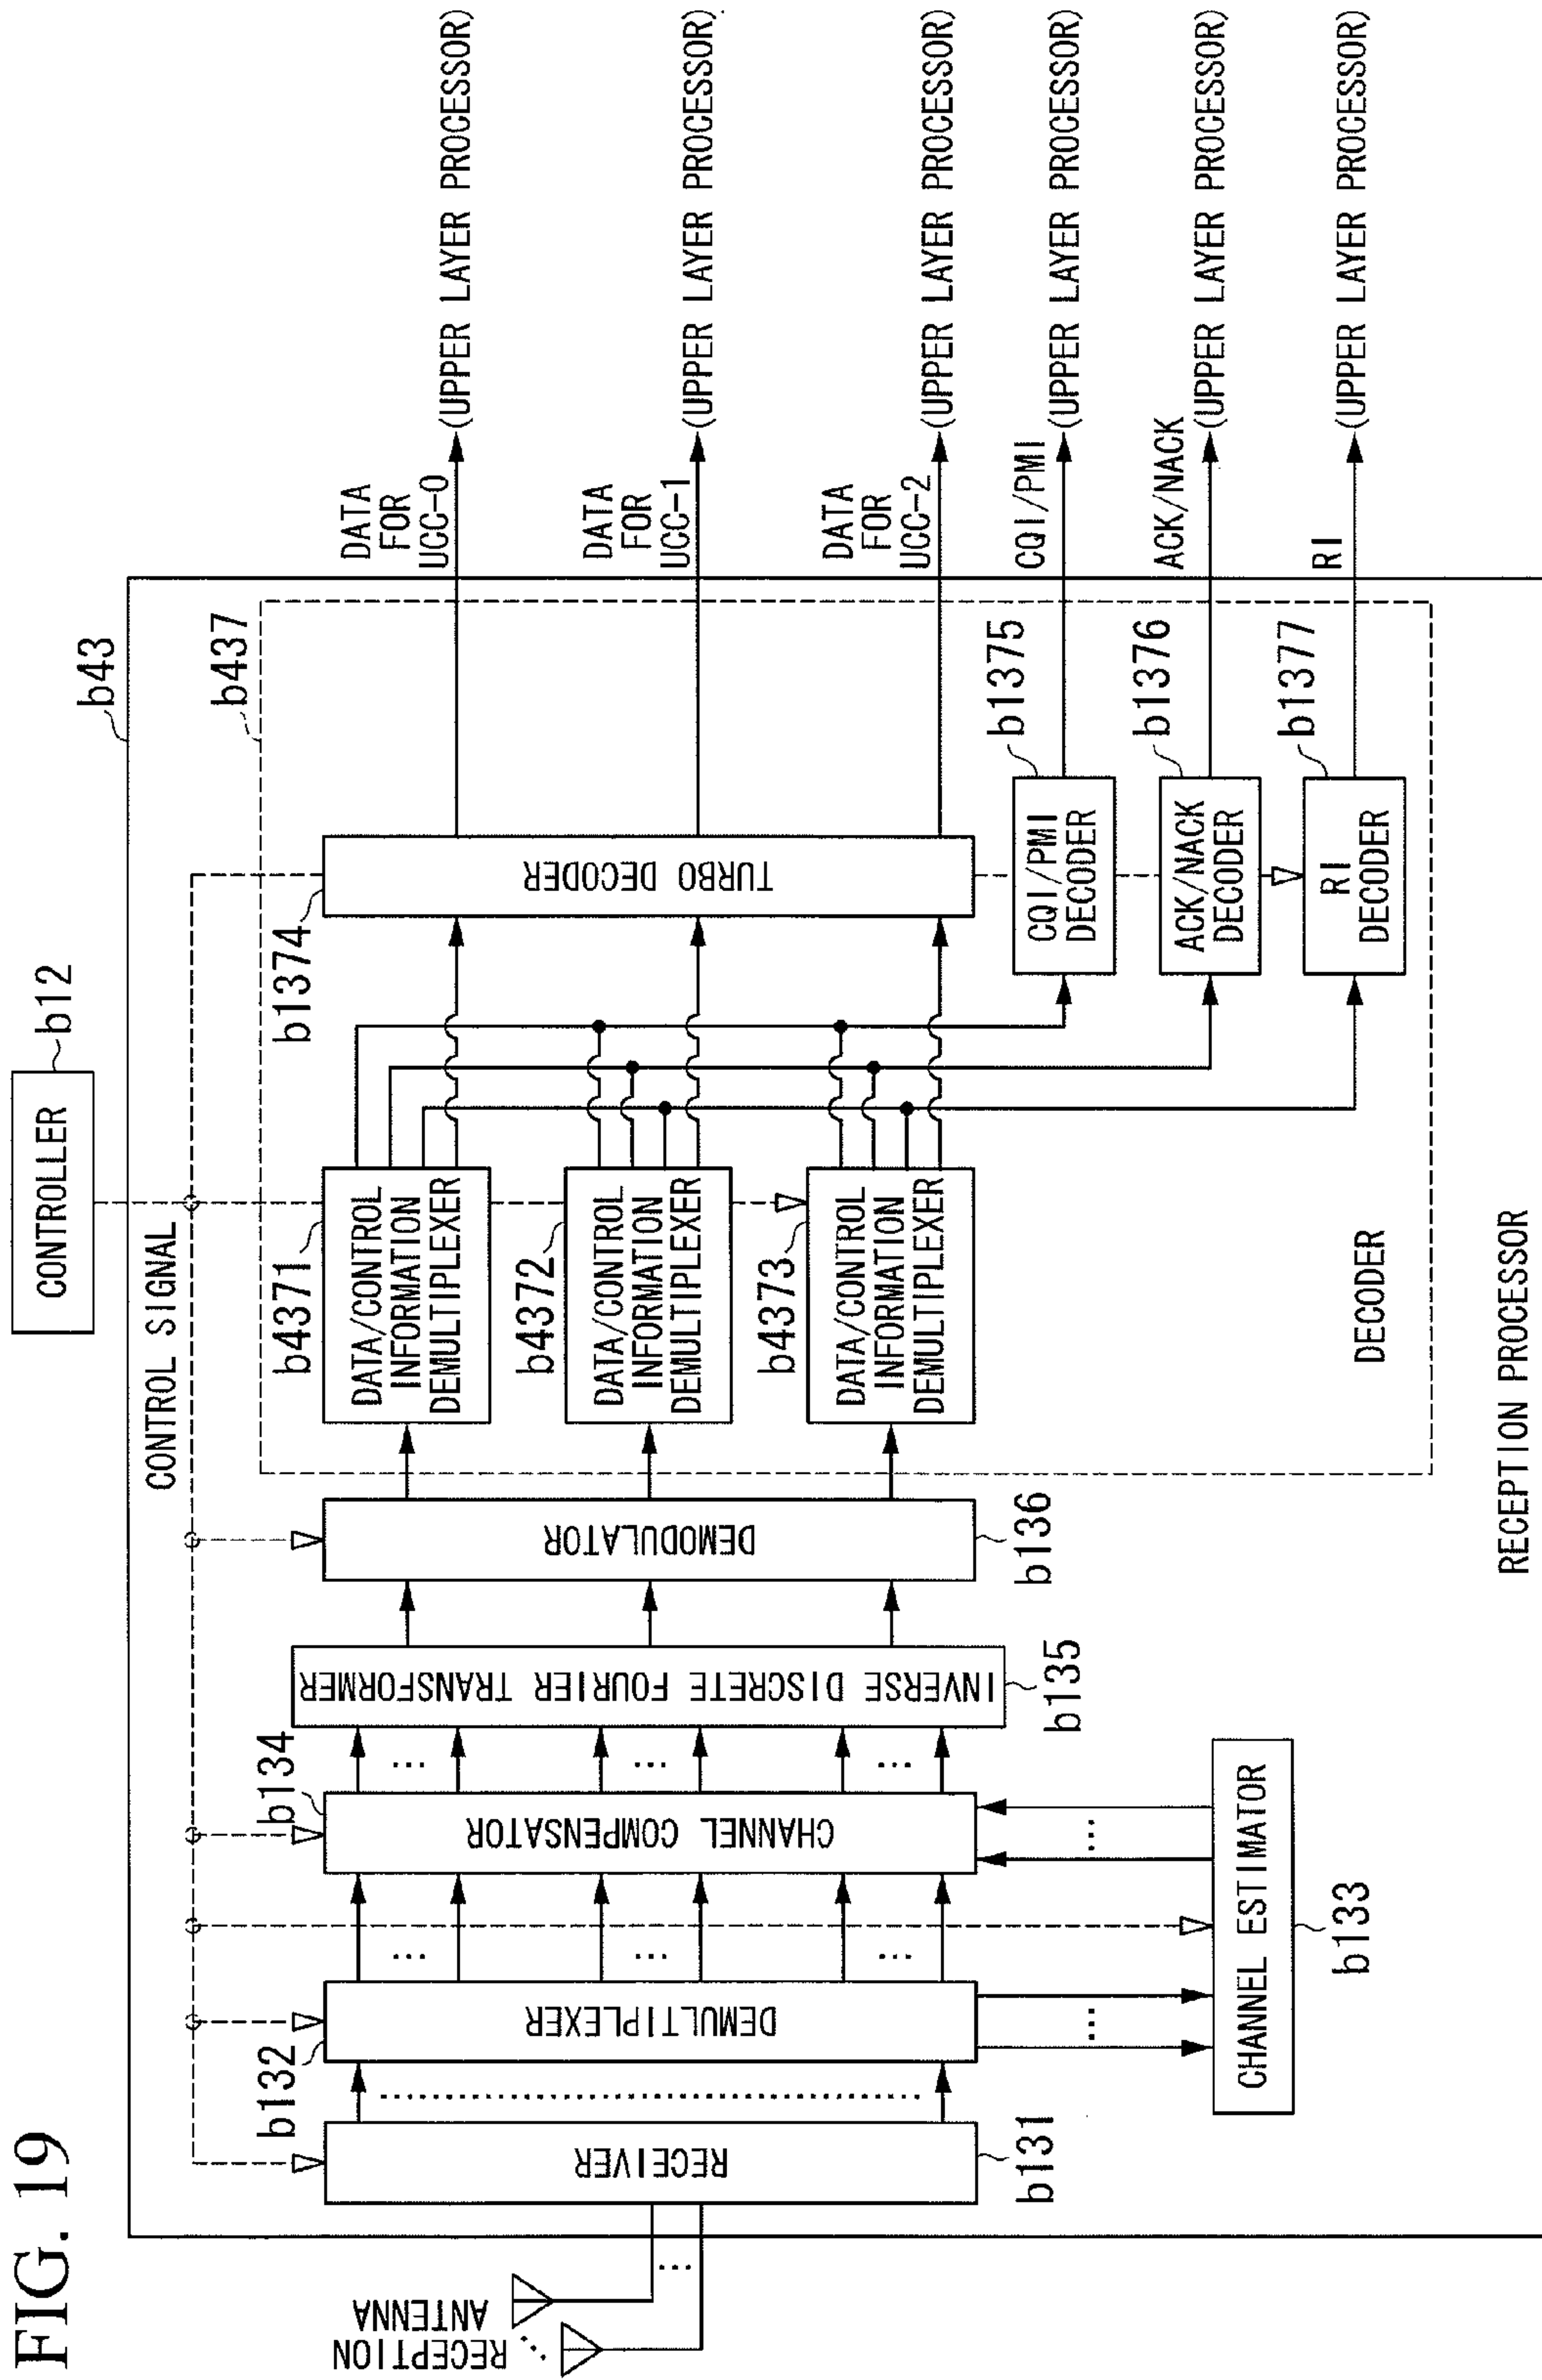 FIG. 19
CONTROLLER
b12
b43
CONTROL SIGNAL
b437
RECEPTION
ANTENNA
RECEIVER
b131
DEMULTIPLEXER
b132
CHANNEL ESTIMATOR
b133
CHANNEL COMPENSATOR
b134
INVERSE DISCRETE FOURIER TRANSFORMER
b135
DEMODULATOR
b136
b4371
DATA/CONTROL
INFORMATION
DEMULTIPLEXER
b4372
DATA/CONTROL
INFORMATION
DEMULTIPLEXER
b4373
DATA/CONTROL
INFORMATION
DEMULTIPLEXER
b1374
TURBO DECODER
b1375
CQI/PMI
DECODER
b1376
ACK/NACK
DECODER
b1377
RI
DECODER
DATA
FOR
UCC-0
(UPPER LAYER PROCESSOR)
DATA
FOR
UCC-1
(UPPER LAYER PROCESSOR)
DATA
FOR
UCC-2
(UPPER LAYER PROCESSOR)
CQI/PMI
(UPPER LAYER PROCESSOR)
ACK/NACK
(UPPER LAYER PROCESSOR)
RI
(UPPER LAYER PROCESSOR)
DECODER
RECEPTION PROCESSOR